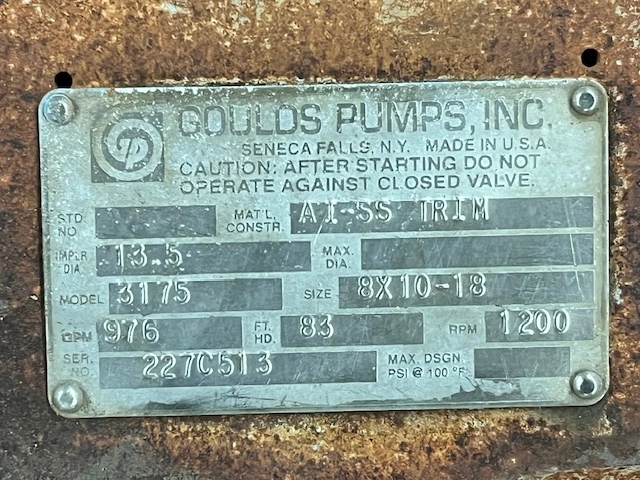 GP
GOULDS PUMPS, INC.
SENECA FALLS, N.Y. MADE IN U.S.A.
CAUTION: AFTER STARTING DO NOT
OPERATE AGAINST CLOSED VALVE.
STD NO MAT'L. CONSTR. AI-SS TRIM
IMPLR DIA. 13.5 MAX. DIA.
MODEL 3175 SIZE 8X10-18
GPM 976 FT. HD. 83 RPM 1200
SER. NO. 227C513 MAX. DSGN. PSI @ 100 °F